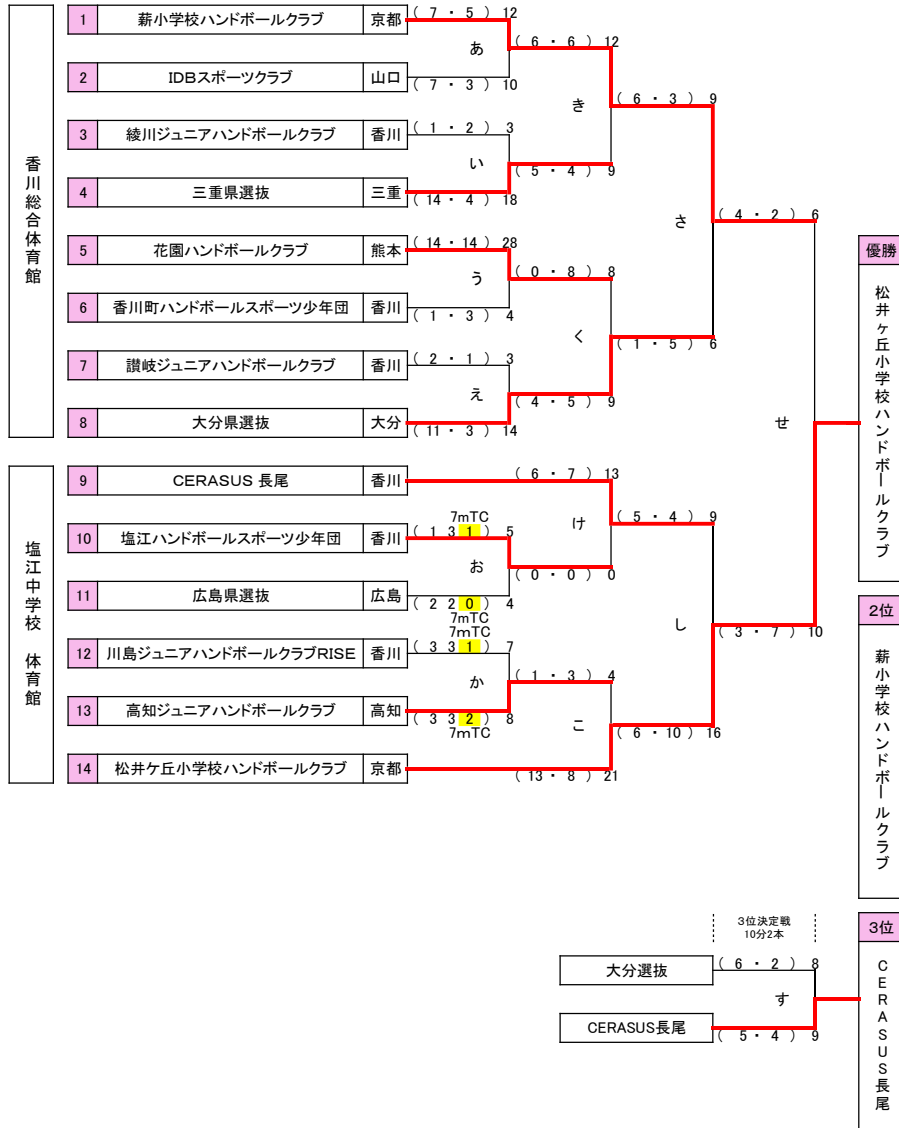 香川総合体育館
1 薪小学校ハンドボールクラブ 京都 ( 7 ・ 5 ) 12
あ
2 IDBスポーツクラブ 山口 ( 7 ・ 3 ) 10
( 6 ・ 6 ) 12
き
3 綾川ジュニアハンドボールクラブ 香川 ( 1 ・ 2 ) 3
い
4 三重県選抜 三重 ( 14 ・ 4 ) 18
( 5 ・ 4 ) 9
( 6 ・ 3 ) 9
さ
5 花園ハンドボールクラブ 熊本 ( 14 ・ 14 ) 28
う
6 香川町ハンドボールスポーツ少年団 香川 ( 1 ・ 3 ) 4
( 0 ・ 8 ) 8
く
7 讃岐ジュニアハンドボールクラブ 香川 ( 2 ・ 1 ) 3
え
8 大分県選抜 大分 ( 11 ・ 3 ) 14
( 4 ・ 5 ) 9
( 1 ・ 5 ) 6
( 4 ・ 2 ) 6
せ
塩江中学校 体育館
9 CERASUS 長尾 香川 ( 6 ・ 7 ) 13
け
7mTC
10 塩江ハンドボールスポーツ少年団 香川 ( 1 3 1 ) 5
お
11 広島県選抜 広島 ( 2 2 0 ) 4
7mTC
( 0 ・ 0 ) 0
( 5 ・ 4 ) 9
し
7mTC
12 川島ジュニアハンドボールクラブRISE 香川 ( 3 3 1 ) 7
か
13 高知ジュニアハンドボールクラブ 高知 ( 3 3 2 ) 8
7mTC
( 1 ・ 3 ) 4
こ
14 松井ケ丘小学校ハンドボールクラブ 京都 ( 13 ・ 8 ) 21
( 6 ・ 10 ) 16
( 3 ・ 7 ) 10
優勝
松井ヶ丘小学校ハンドボールクラブ
2位
薪小学校ハンドボールクラブ
3位決定戦
10分2本
大分選抜 ( 6 ・ 2 ) 8
す
CERASUS長尾 ( 5 ・ 4 ) 9
3位
CERASUS長尾